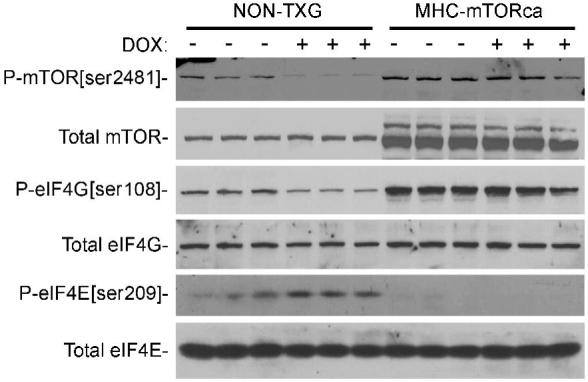 NON-TXG MHC-mTORca
DOX: - - - + + + - - - + + +
P-mTOR[ser2481]-
Total mTOR-
P-eIF4G[ser108]-
Total eIF4G-
P-eIF4E[ser209]-
Total eIF4E-